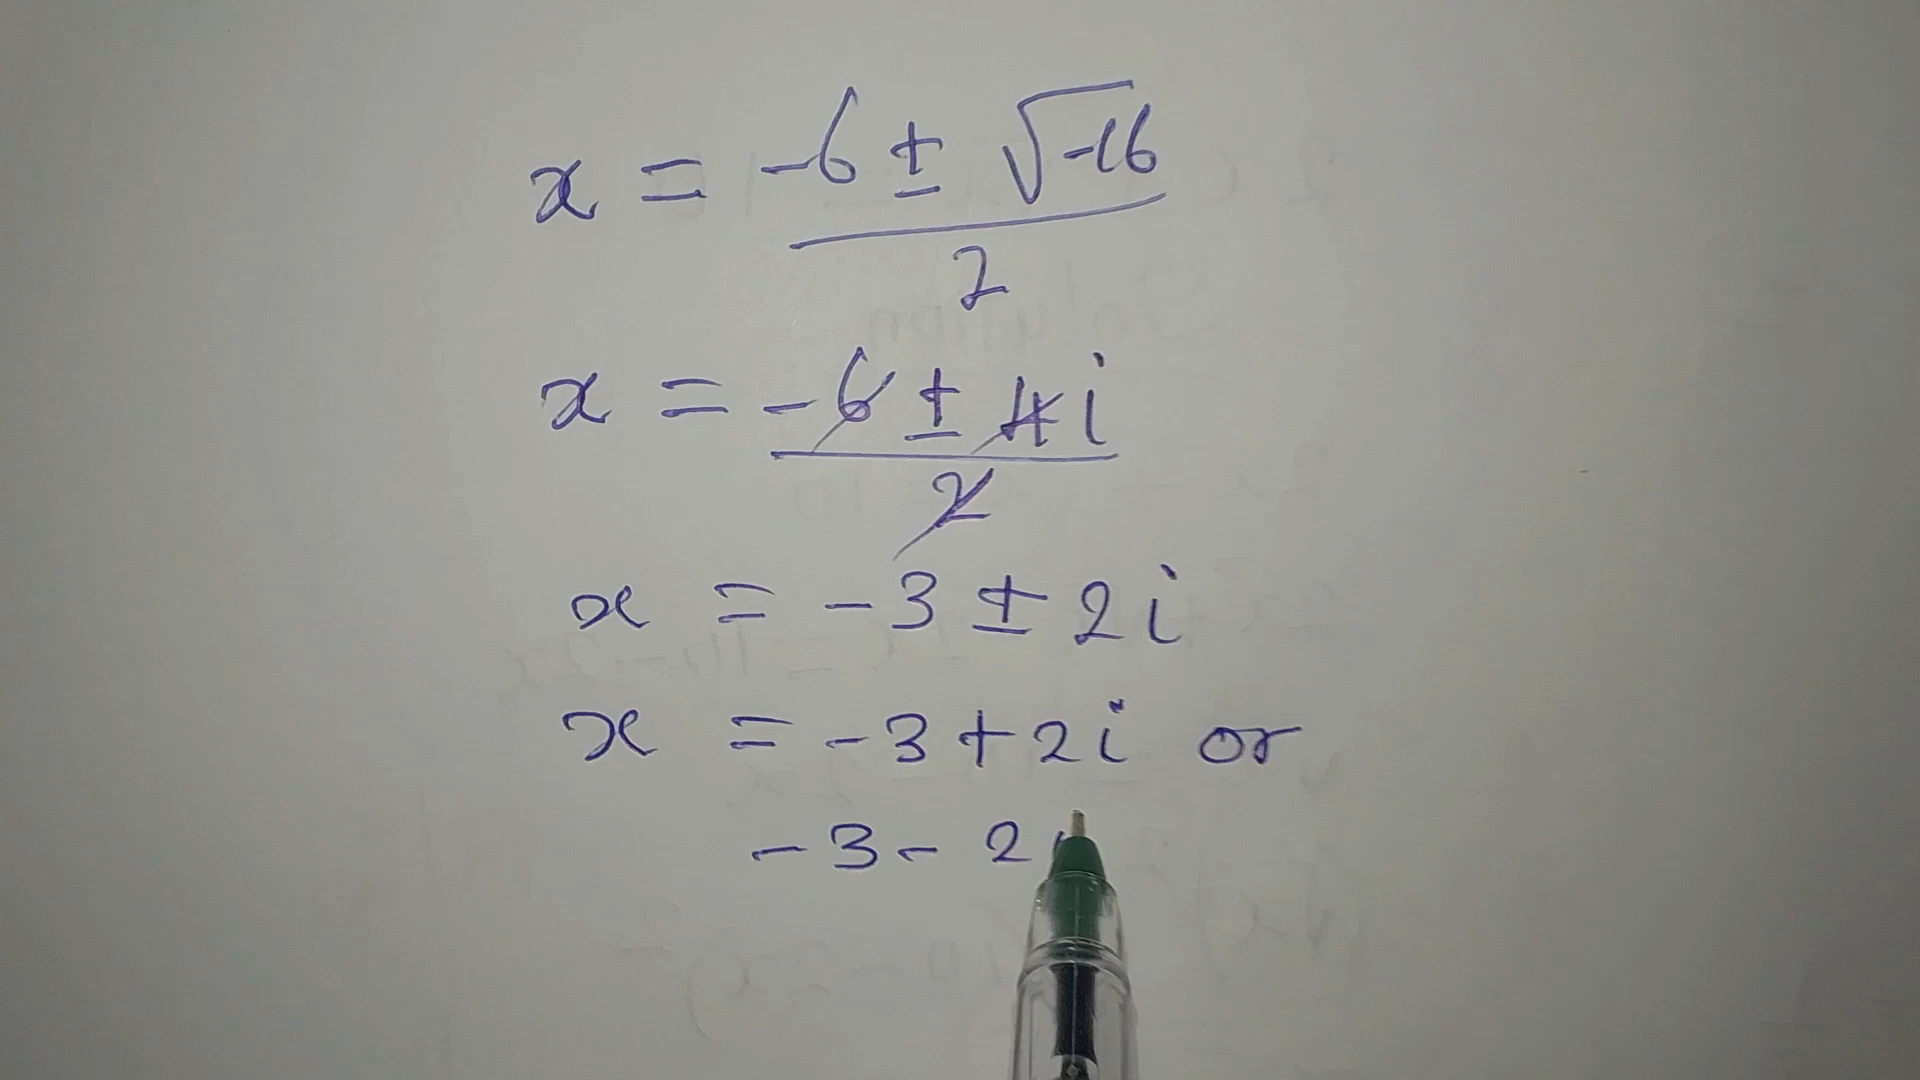 x = -6 ± √-16
2
x = -6 ± 4i
2
x = -3 ± 2i
x = -3 + 2i or
-3 - 2